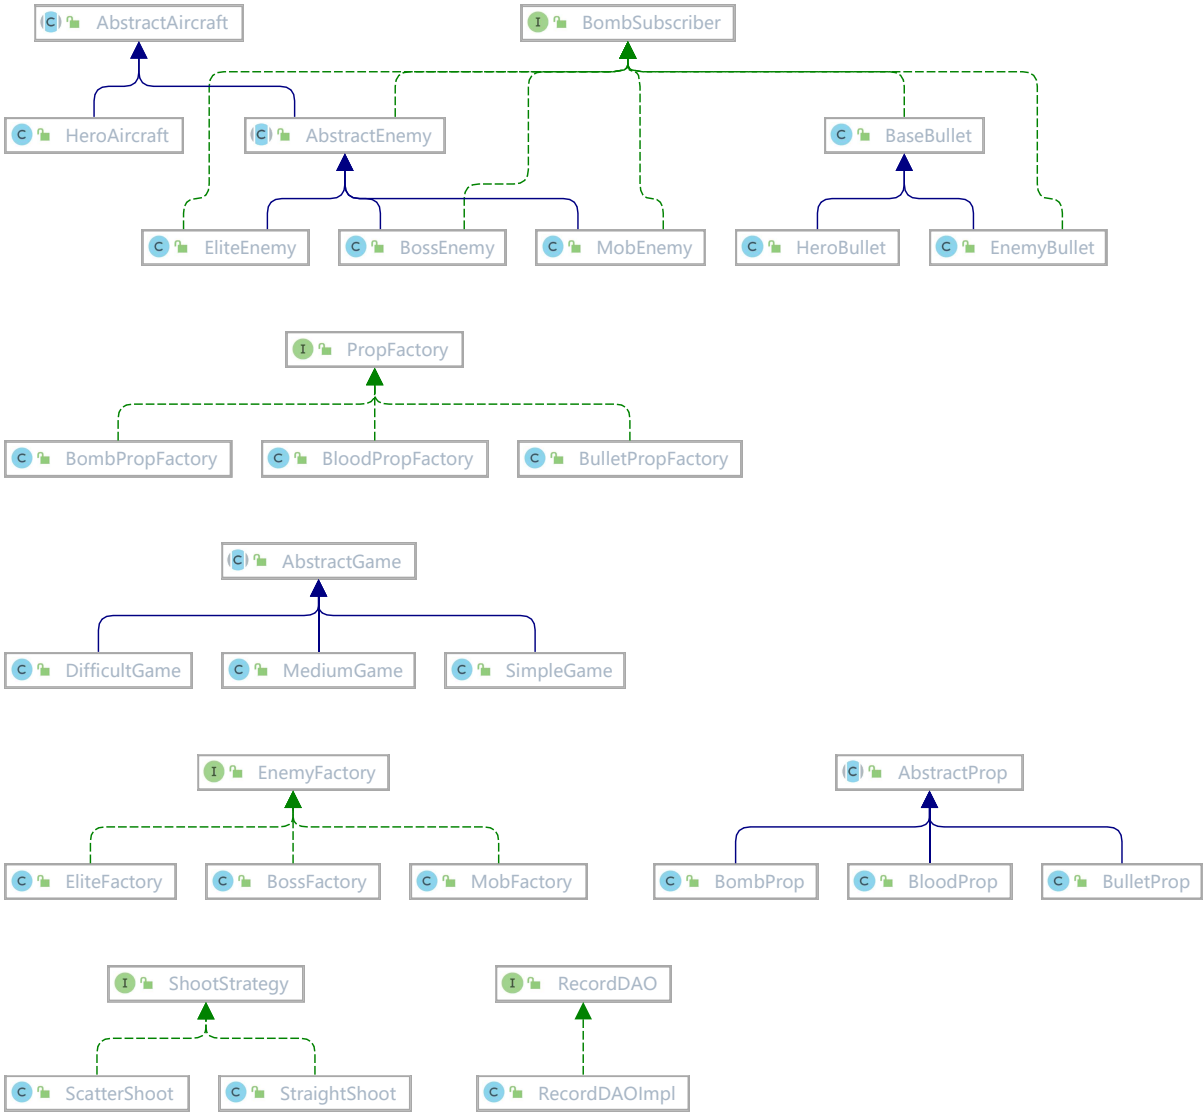 AbstractAircraft
BombSubscriber
HeroAircraft
AbstractEnemy
BaseBullet
EliteEnemy
BossEnemy
MobEnemy
HeroBullet
EnemyBullet
PropFactory
BombPropFactory
BloodPropFactory
BulletPropFactory
AbstractGame
DifficultGame
MediumGame
SimpleGame
EnemyFactory
AbstractProp
EliteFactory
BossFactory
MobFactory
BombProp
BloodProp
BulletProp
ShootStrategy
RecordDAO
ScatterShoot
StraightShoot
RecordDAOImpl